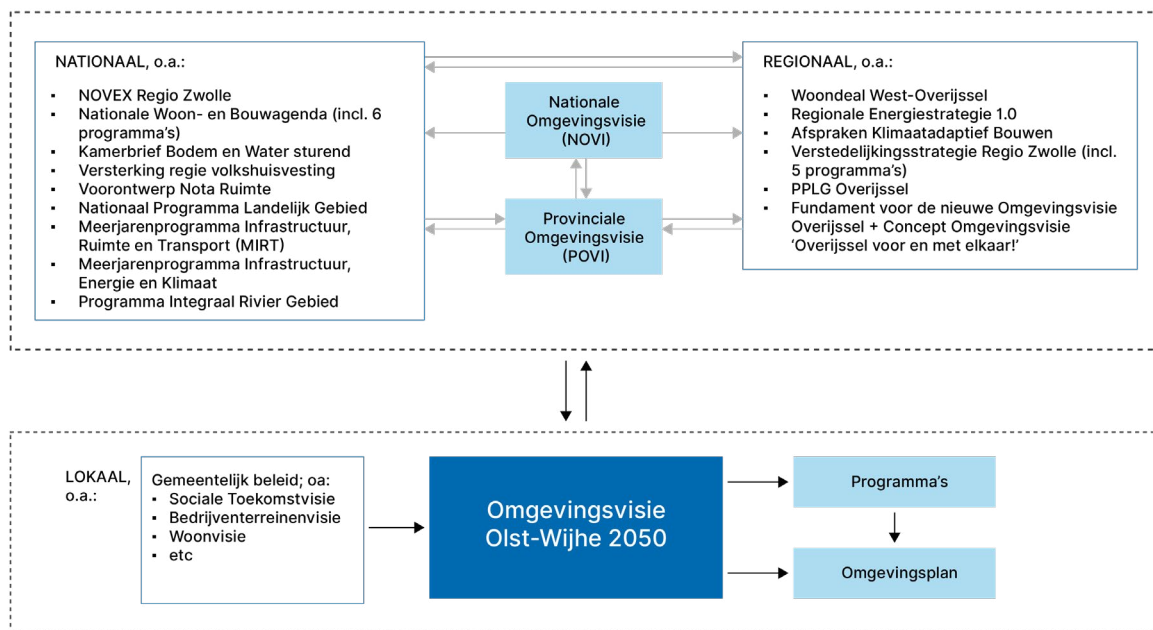 NATIONAAL, o.a.:
▪ NOVEX Regio Zwolle
▪ Nationale Woon- en Bouwagenda (incl. 6
programma’s)
▪ Kamerbrief Bodem en Water sturend
▪ Versterking regie volkshuisvesting
▪ Voorontwerp Nota Ruimte
▪ Nationaal Programma Landelijk Gebied
▪ Meerjarenprogramma Infrastructuur,
Ruimte en Transport (MIRT)
▪ Meerjarenprogramma Infrastructuur,
Energie en Klimaat
▪ Programma Integraal Rivier Gebied
Nationale
Omgevingsvisie
(NOVI)
Provinciale
Omgevingsvisie
(POVI)
REGIONAAL, o.a.:
▪ Woondeal West-Overijssel
▪ Regionale Energiestrategie 1.0
▪ Afspraken Klimaatadaptief Bouwen
▪ Verstedelijkingsstrategie Regio Zwolle (incl.
5 programma’s)
▪ PPLG Overijssel
▪ Fundament voor de nieuwe Omgevingsvisie
Overijssel + Concept Omgevingsvisie
‘Overijssel voor en met elkaar!’
LOKAAL,
o.a.:
Gemeentelijk beleid; oa:
▪ Sociale Toekomstvisie
▪ Bedrijventerreinenvisie
▪ Woonvisie
▪ etc
Omgevingsvisie
Olst-Wijhe 2050
Programma’s
Omgevingsplan